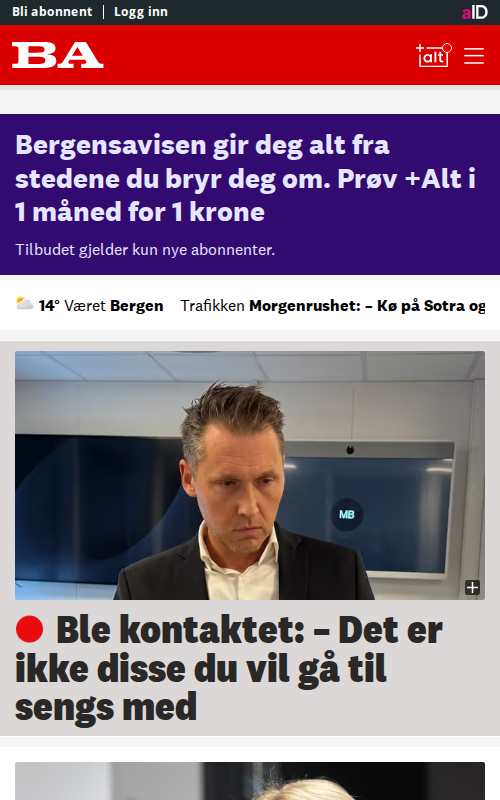 Bli abonnent | Logg inn
aID
BA
+alt
Bergensavisen gir deg alt fra
stedene du bryr deg om. Prøv +Alt i
1 måned for 1 krone
Tilbudet gjelder kun nye abonnenter.
14° Været Bergen Trafikken Morgenrushet: – Kø på Sotra og
MB
Ble kontaktet: – Det er
ikke disse du vil gå til
sengs med